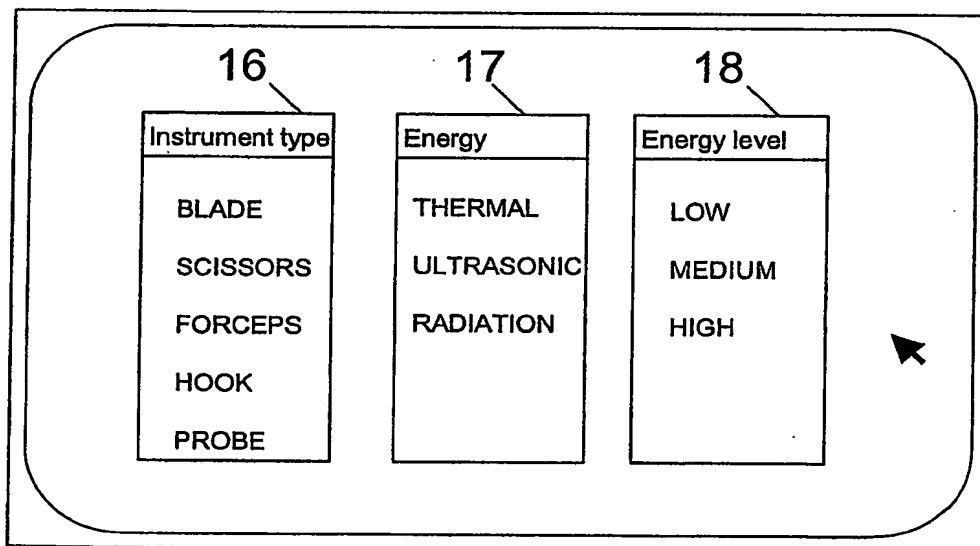 16 17 18
Instrument type Energy Energy level
BLADE THERMAL LOW
SCISSORS ULTRASONIC MEDIUM
FORCEPS RADIATION HIGH
HOOK
PROBE